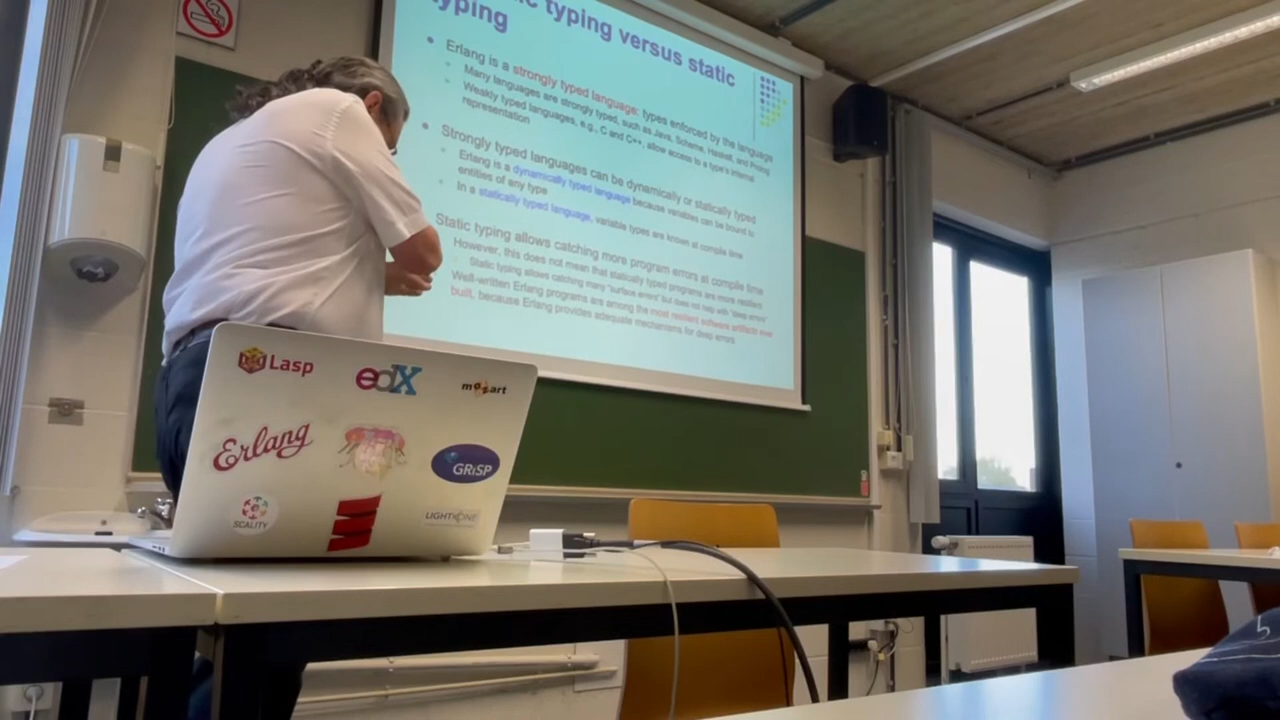 typing versus static
typing
Erlang is a strongly typed language: types enforced by the language
Many languages are strongly typed, such as Java, Scheme, Haskell, and Prolog
Weakly typed languages, e.g., C and C++, allow access to a type's internal
representation
Strongly typed languages can be dynamically or statically typed
Erlang is a dynamically typed language because variables can be bound to
entities of any type
In a statically typed language, variable types are known at compile time
Static typing allows catching more program errors at compile time
However, this does not mean that statically typed programs are more resilient
Static typing allows catching many "surface errors" but does not help with "deep errors"
Well-written Erlang programs are among the most resilient software artifacts ever
built, because Erlang provides adequate mechanisms for deep errors
Lasp
edX
mozart
Erlang
GRiSP
SCALITY